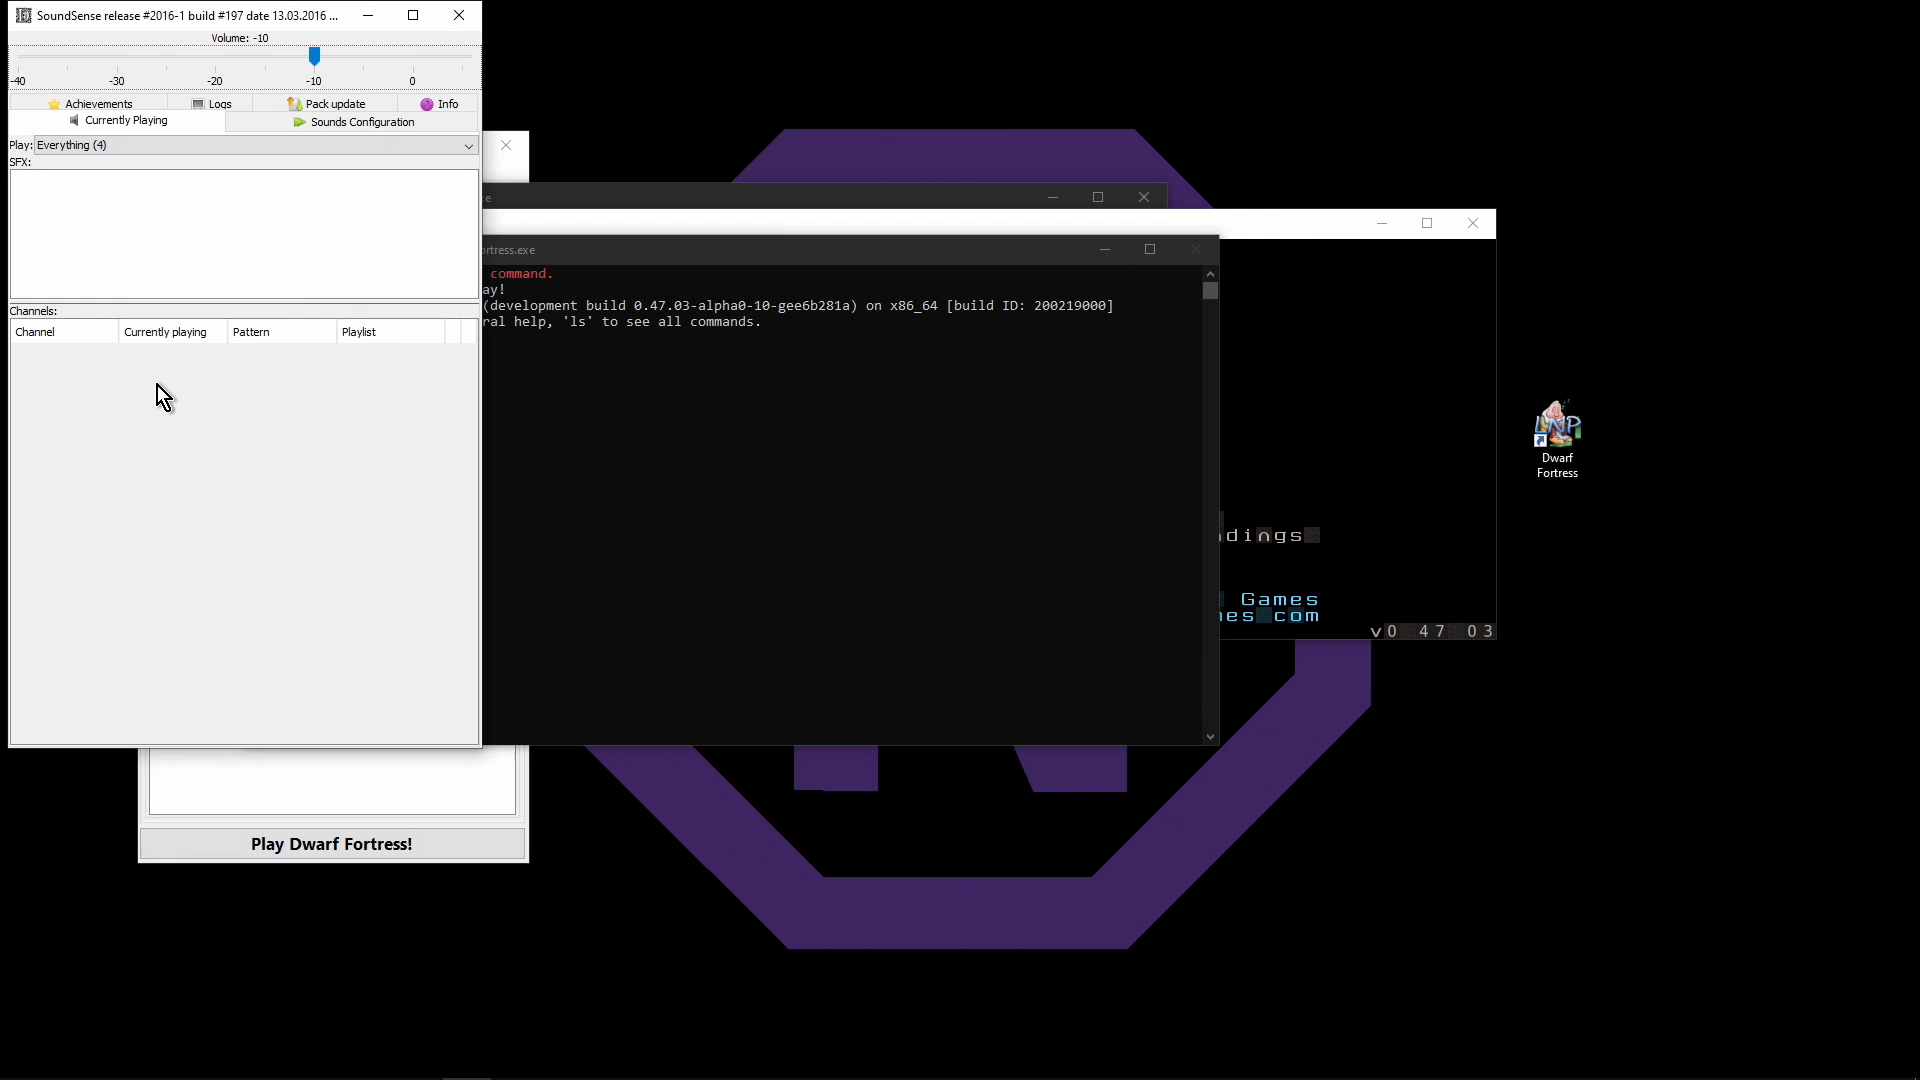 SoundSense release #2016-1 build #197 date 13.03.2016 ...
Volume: -10
-40 -30 -20 -10 0
Achievements Logs Pack update Info
Currently Playing Sounds Configuration
Play: Everything (4)
SFX:
Channels:
Channel Currently playing Pattern Playlist
ortress.exe
command.
ay!
(development build 0.47.03-alpha0-10-gee6b281a) on x86_64 [build ID: 200219000]
ral help, 'ls' to see all commands.
dings
Games
es com
v0 47 03
LNP
Dwarf
Fortress
Play Dwarf Fortress!